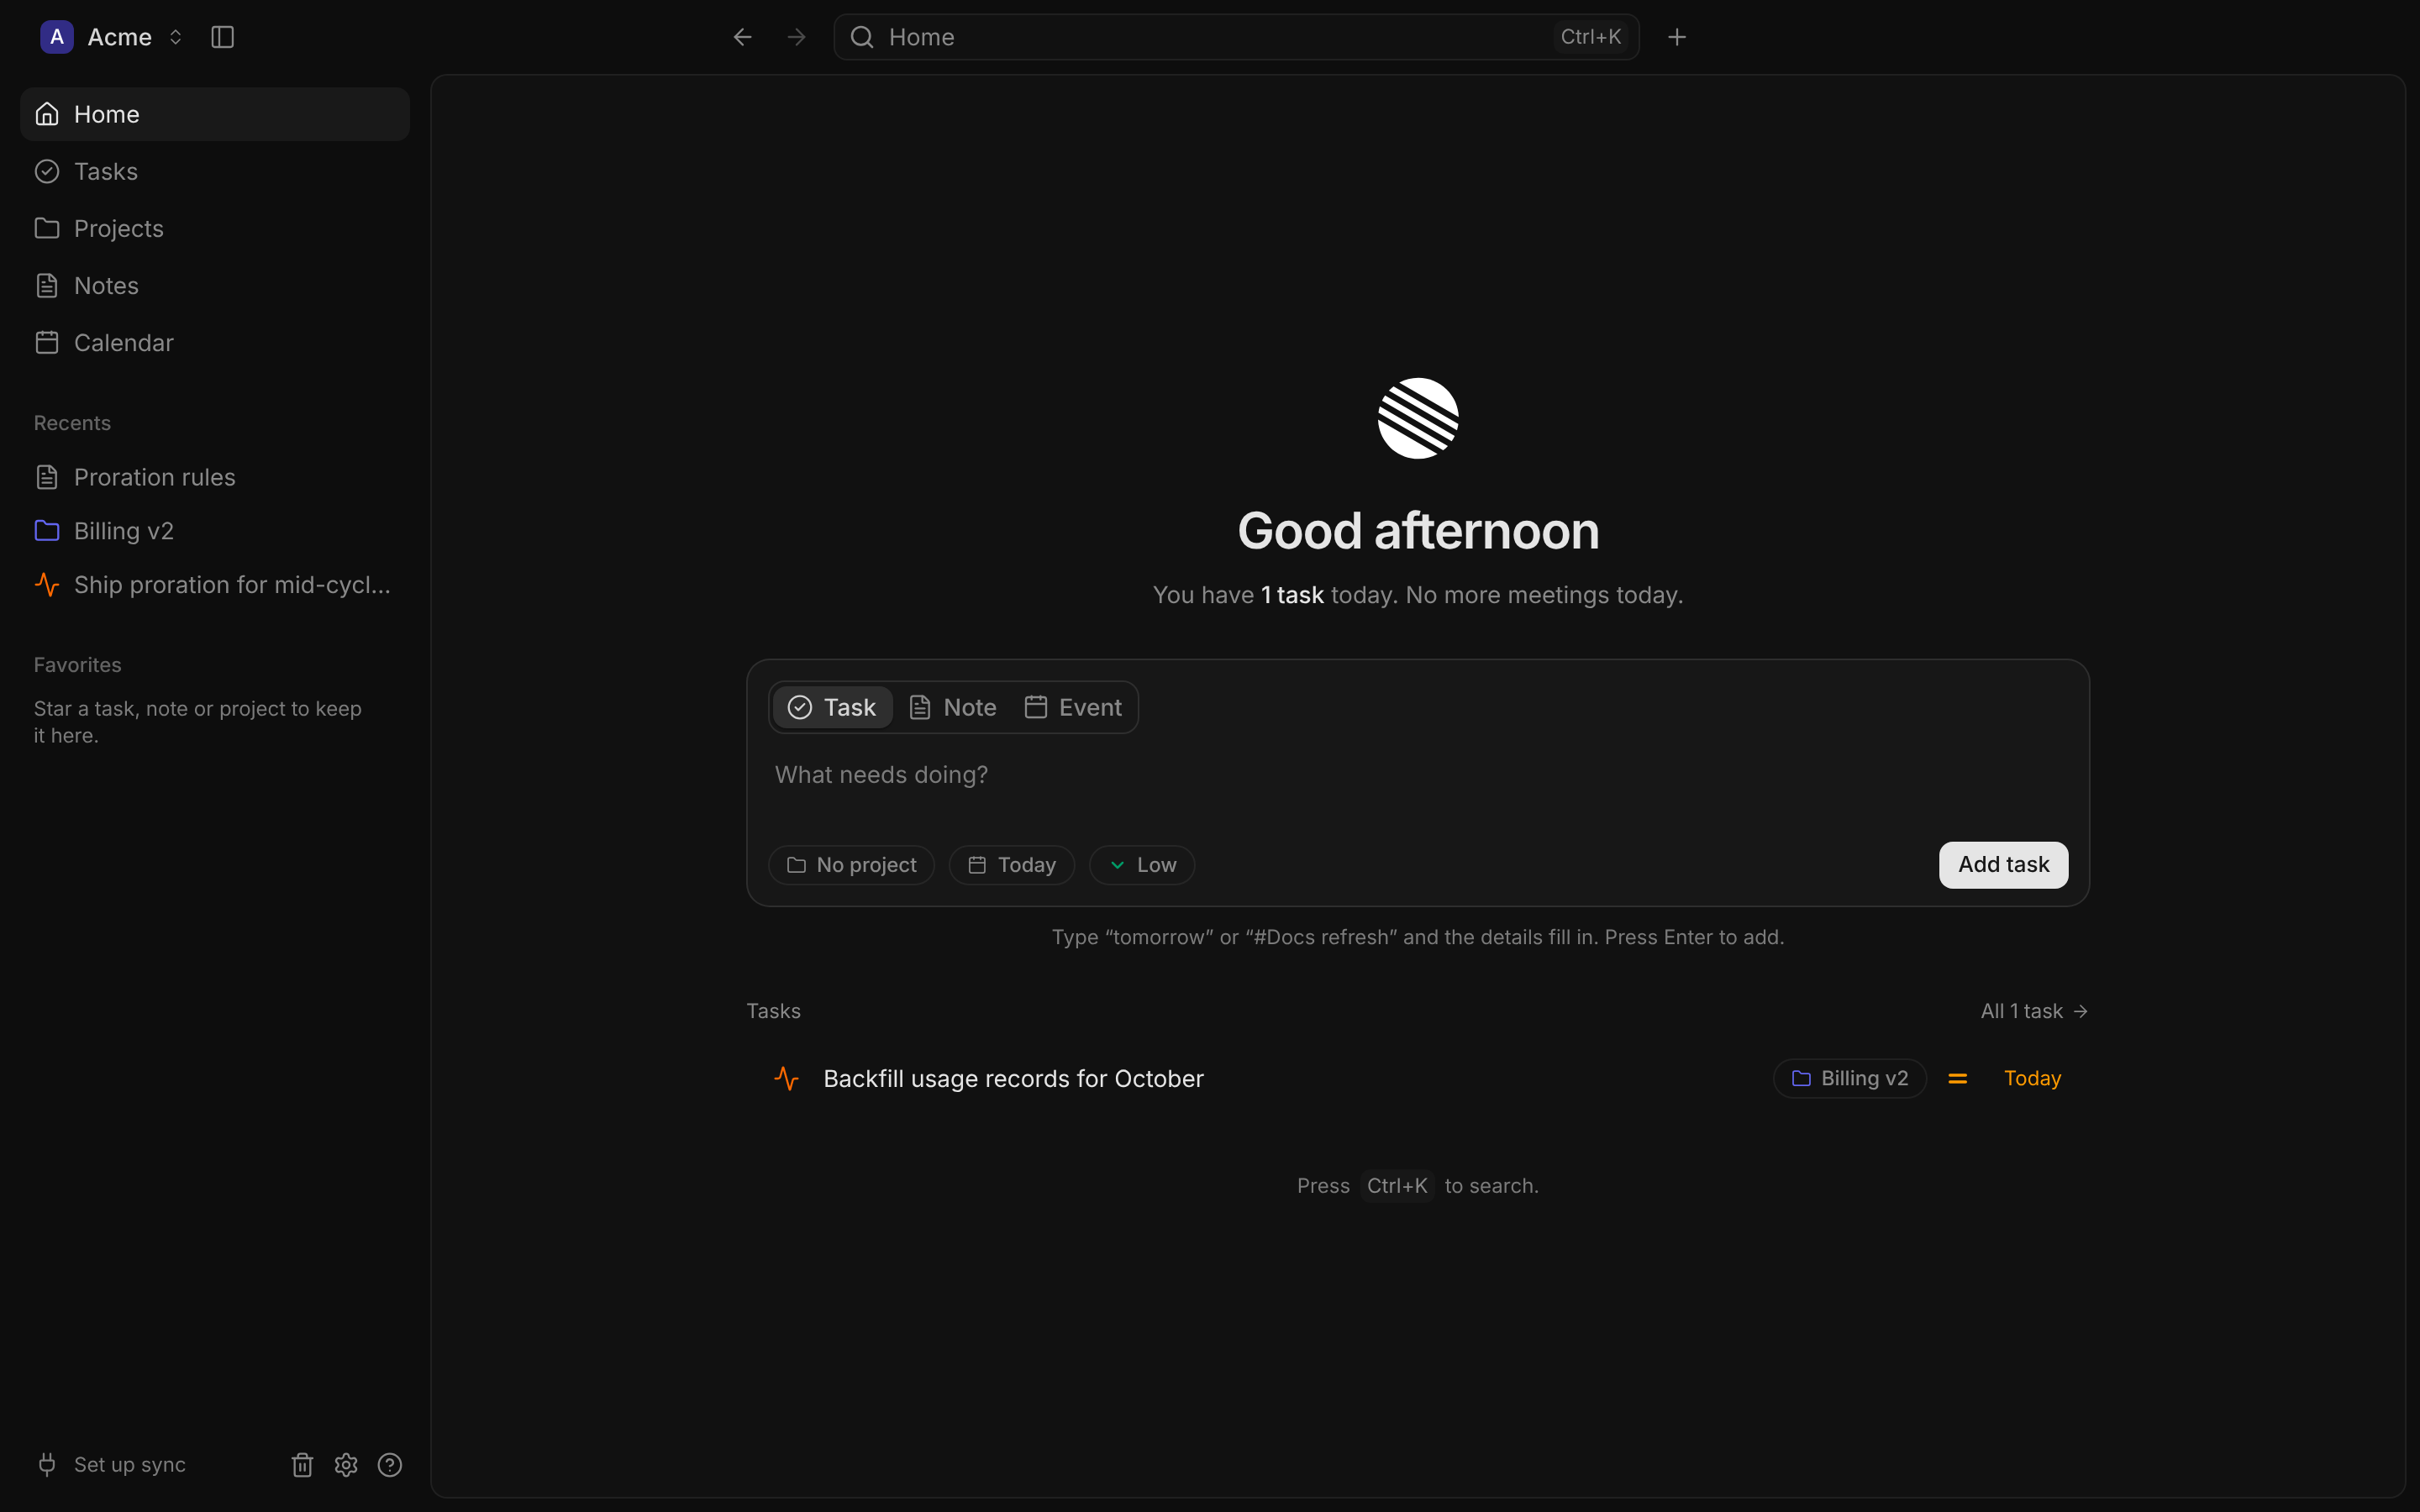 A Acme
Home Ctrl+K
Home
Tasks
Projects
Notes
Calendar
Recents
Proration rules
Billing v2
Ship proration for mid-cycl...
Favorites
Star a task, note or project to keep
it here.
Set up sync
Good afternoon
You have 1 task today. No more meetings today.
Task Note Event
What needs doing?
No project Today Low Add task
Type “tomorrow” or “#Docs refresh” and the details fill in. Press Enter to add.
Tasks All 1 task →
Backfill usage records for October Billing v2 Today
Press Ctrl+K to search.